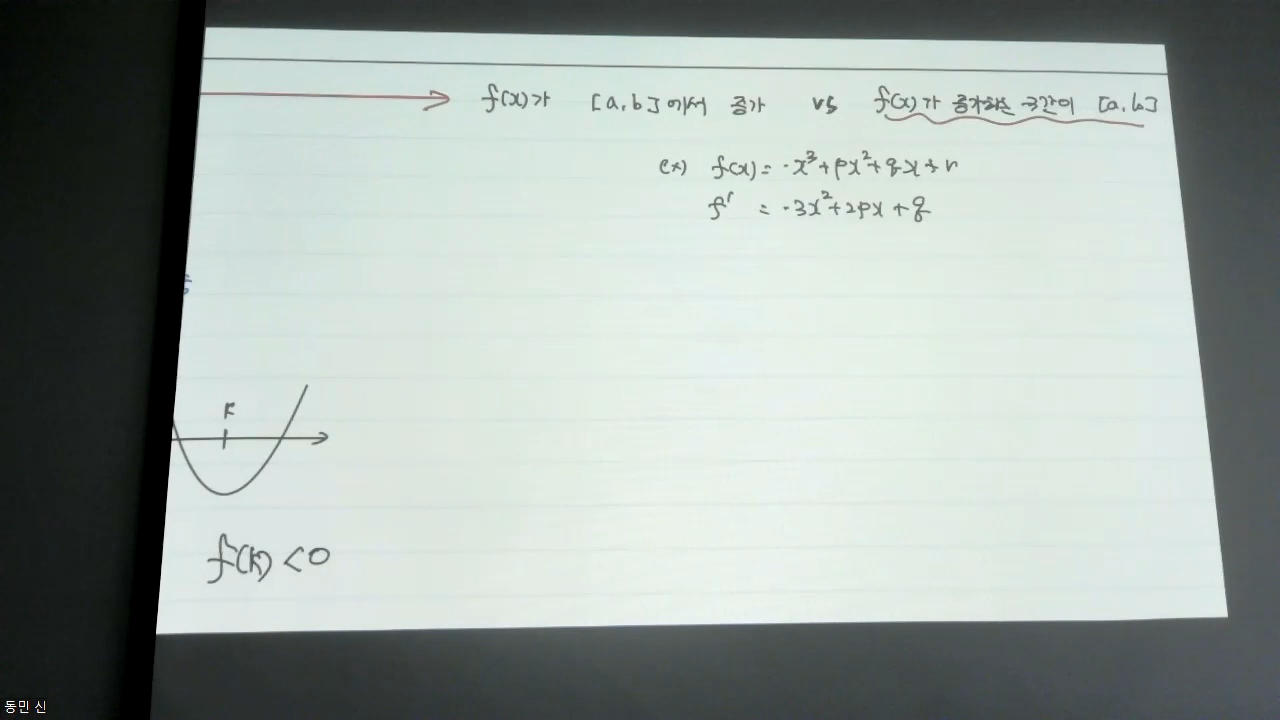 f(x)가 [a, b]에서 증가 vs f(x)가 증가하는 구간이 [a, b]
ex) f(x) = -x³+px²+qx+r
f' = -3x²+2px+q
k
f(k) <0
동민 신